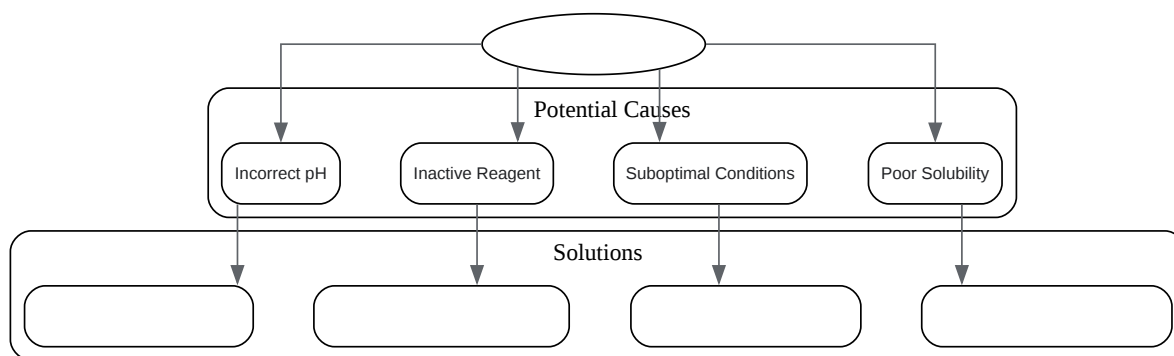 Potential Causes
Incorrect pH
Inactive Reagent
Suboptimal Conditions
Poor Solubility
Solutions